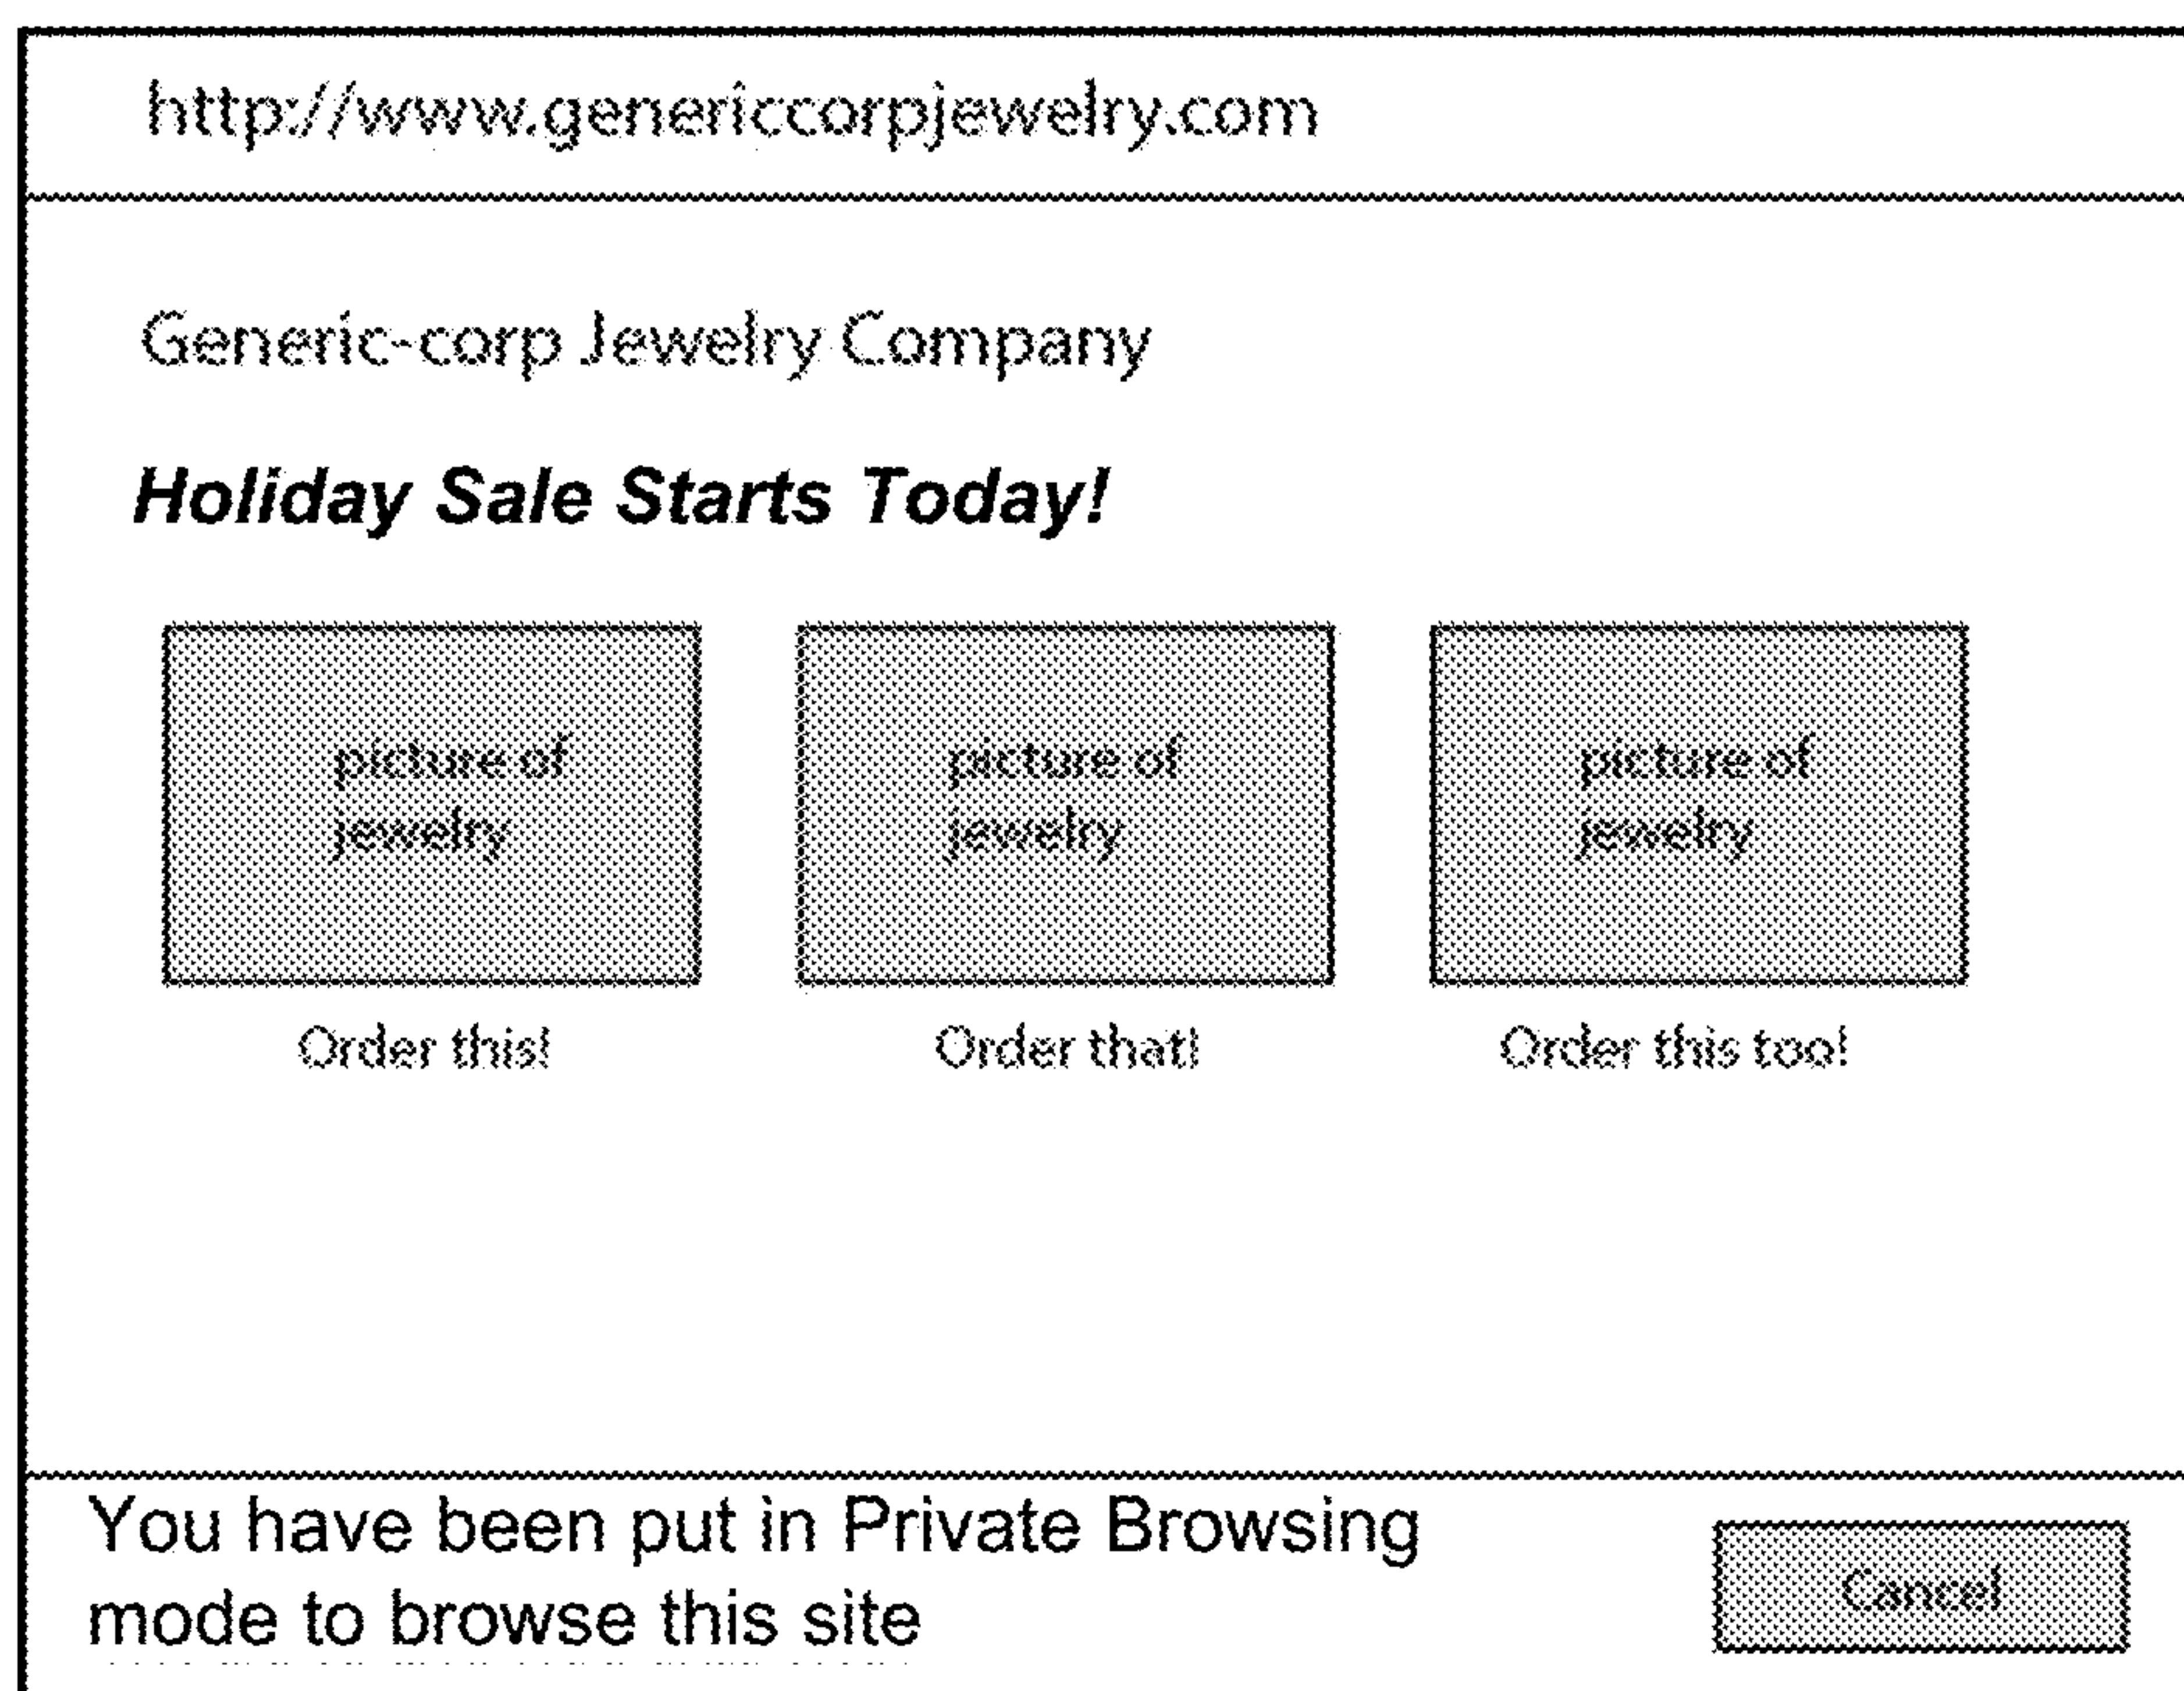 http://www.genericcorpjewelry.com
Generic-corp Jewelry Company
Holiday Sale Starts Today!
picture of
jewelry
picture of
jewelry
picture of
jewelry
Order this!
Order that!
Order this too!
You have been put in Private Browsing
mode to browse this site
Cancel